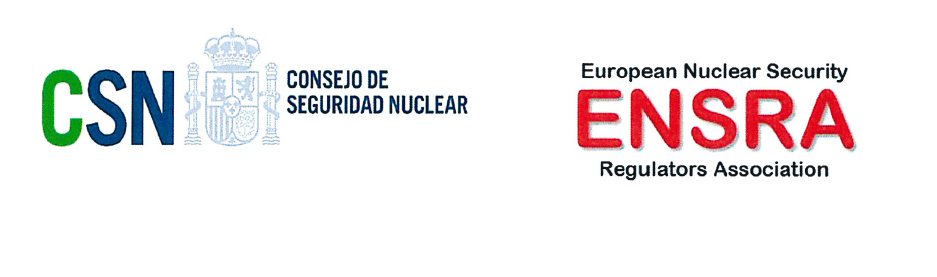 CSN
CONSEJO DE
SEGURIDAD NUCLEAR
European Nuclear Security
ENSRA
Regulators Association